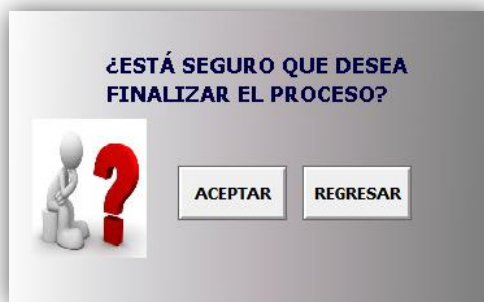 ¿ESTÁ SEGURO QUE DESEA
FINALIZAR EL PROCESO?
ACEPTAR
REGRESAR